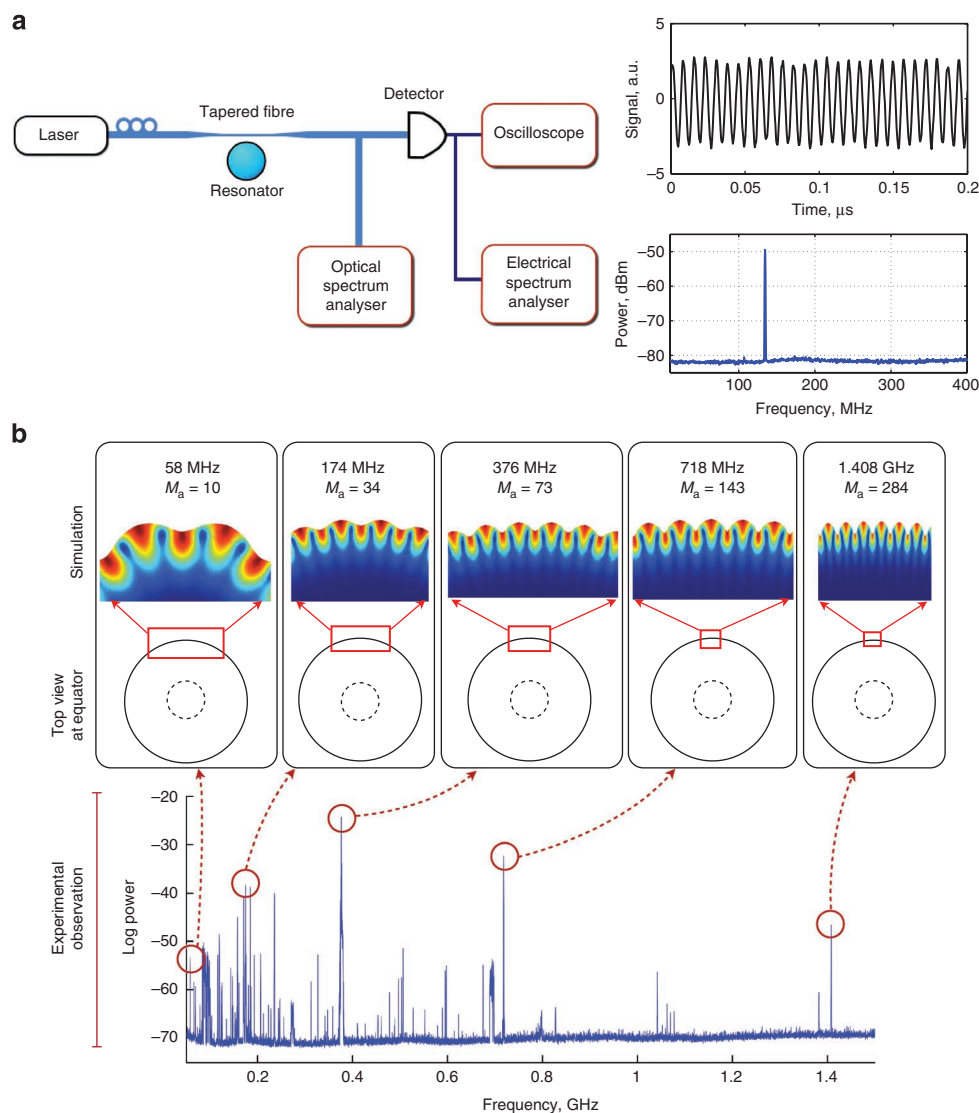 a
Laser
Tapered fibre
Resonator
Detector
Oscilloscope
Optical
spectrum
analyser
Electrical
spectrum
analyser
Signal, a.u.
5
0
−5
0
0.05
0.1
0.15
0.2
Time, μs
Power, dBm
−50
−60
−70
−80
100
200
300
400
Frequency, MHz
b
Simulation
58 MHz
Ma = 10
174 MHz
Ma = 34
376 MHz
Ma = 73
718 MHz
Ma = 143
1.408 GHz
Ma = 284
Top view
at equator
Experimental
observation
Log power
−20
−30
−40
−50
−60
−70
0.2
0.4
0.6
0.8
1
1.2
1.4
Frequency, GHz